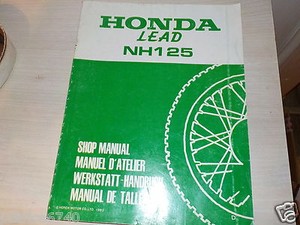 HONDA
LEAD
NH125
SHOP MANUAL
MANUEL D'ATELIER
WERKSTATT-HANDBUCH
MANUAL DE TALLER